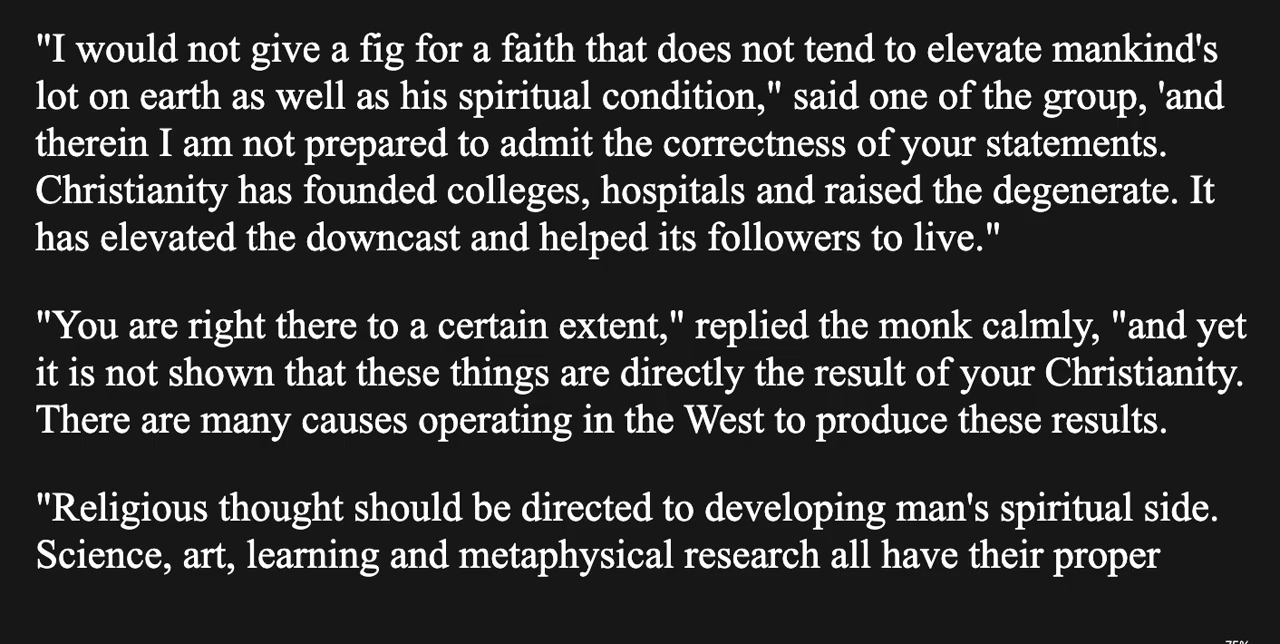 "I would not give a fig for a faith that does not tend to elevate mankind's
lot on earth as well as his spiritual condition," said one of the group, 'and
therein I am not prepared to admit the correctness of your statements.
Christianity has founded colleges, hospitals and raised the degenerate. It
has elevated the downcast and helped its followers to live."
"You are right there to a certain extent," replied the monk calmly, "and yet
it is not shown that these things are directly the result of your Christianity.
There are many causes operating in the West to produce these results.
"Religious thought should be directed to developing man's spiritual side.
Science, art, learning and metaphysical research all have their proper